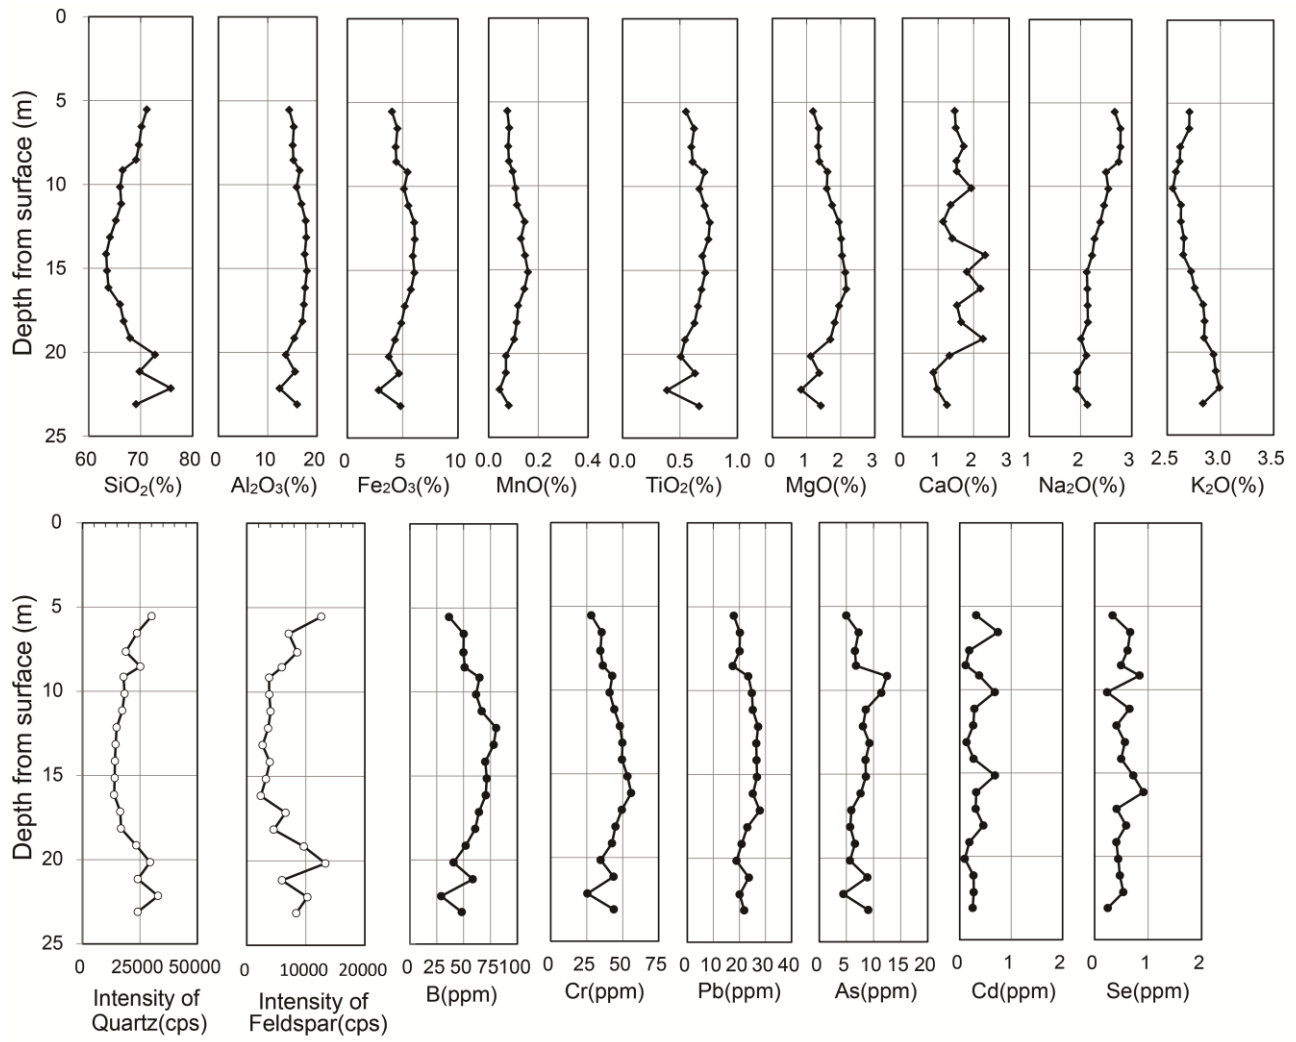 0
5
10
15
20
25
Depth from surface (m)
60 80
SiO₂(%)
0 10 20
Al₂O₃(%)
0 5 10
Fe₂O₃(%)
0.0 0.2 0.4
MnO(%)
0.0 0.5 1.0
TiO₂(%)
0 1 2 3
MgO(%)
0 1 2 3
CaO(%)
1 2 3
Na₂O(%)
2.5 3.0 3.5
K₂O(%)
0
5
10
15
20
25
Depth from surface (m)
0 25000 50000
Intensity of
Quartz(cps)
0 10000 20000
Intensity of
Feldspar(cps)
0 25 50 75 100
B(ppm)
0 25 50 75
Cr(ppm)
0 10 20 30 40
Pb(ppm)
0 5 10 15 20
As(ppm)
0 1 2
Cd(ppm)
0 1 2
Se(ppm)